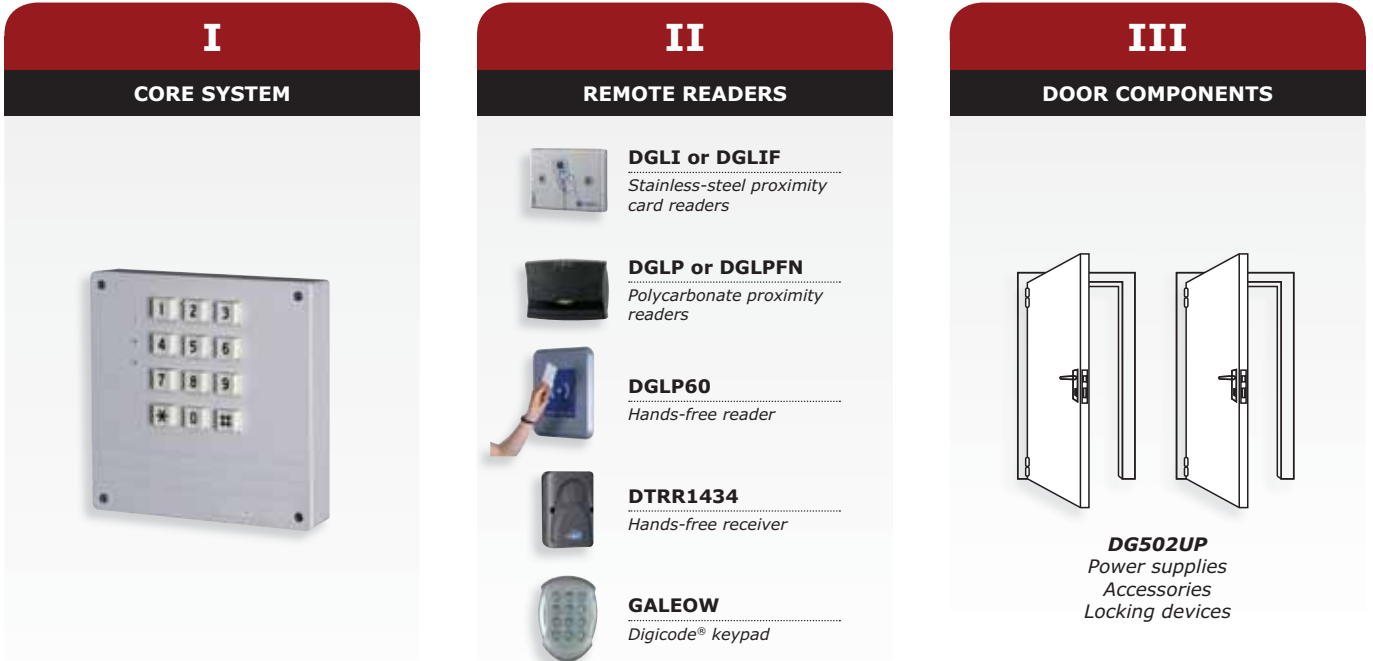 I
CORE SYSTEM
1 2 3
4 5 6
7 8 9
* 0 #
II
REMOTE READERS
DGLI or DGLIF
Stainless-steel proximity
card readers
DGLP or DGLPFN
Polycarbonate proximity
readers
DGLP60
Hands-free reader
DTRR1434
Hands-free receiver
GALEOW
Digicode® keypad
III
DOOR COMPONENTS
DG502UP
Power supplies
Accessories
Locking devices